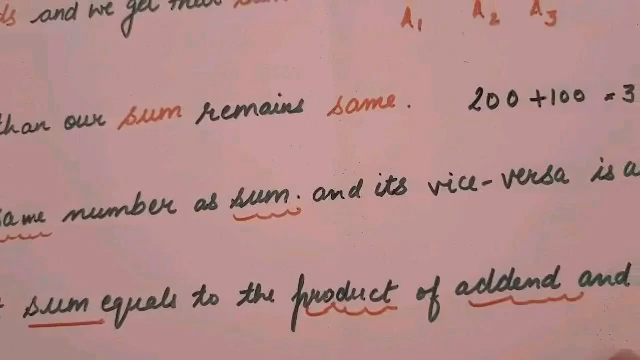 and we get their
A₁ A₂ A₃
than our sum remains same. 200 + 100 = 3
same number as sum. and its vice-versa is a
sum equals to the product of addend and